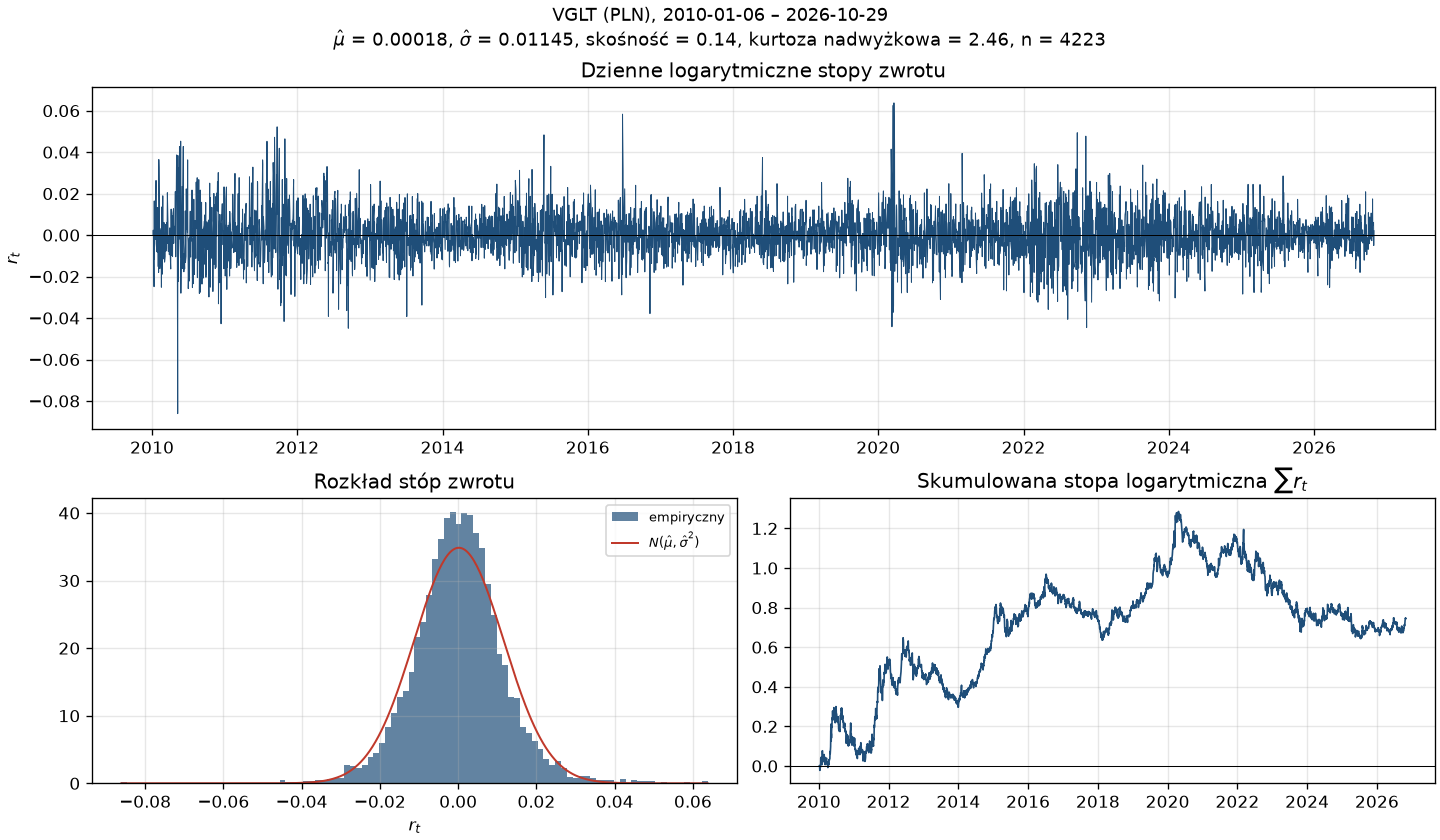 VGLT (PLN), 2010-01-06 – 2026-10-29
μ̂ = 0.00018, σ̂ = 0.01145, skośność = 0.14, kurtoza nadwyżkowa = 2.46, n = 4223
Dzienne logarytmiczne stopy zwrotu
0.06
0.04
0.02
0.00
−0.02
−0.04
−0.06
−0.08
r_t
2010 2012 2014 2016 2018 2020 2022 2024 2026
Rozkład stóp zwrotu
40
30
20
10
0
empiryczny
N(μ̂, σ̂²)
−0.08 −0.06 −0.04 −0.02 0.00 0.02 0.04 0.06
r_t
Skumulowana stopa logarytmiczna ∑r_t
1.2
1.0
0.8
0.6
0.4
0.2
0.0
2010 2012 2014 2016 2018 2020 2022 2024 2026